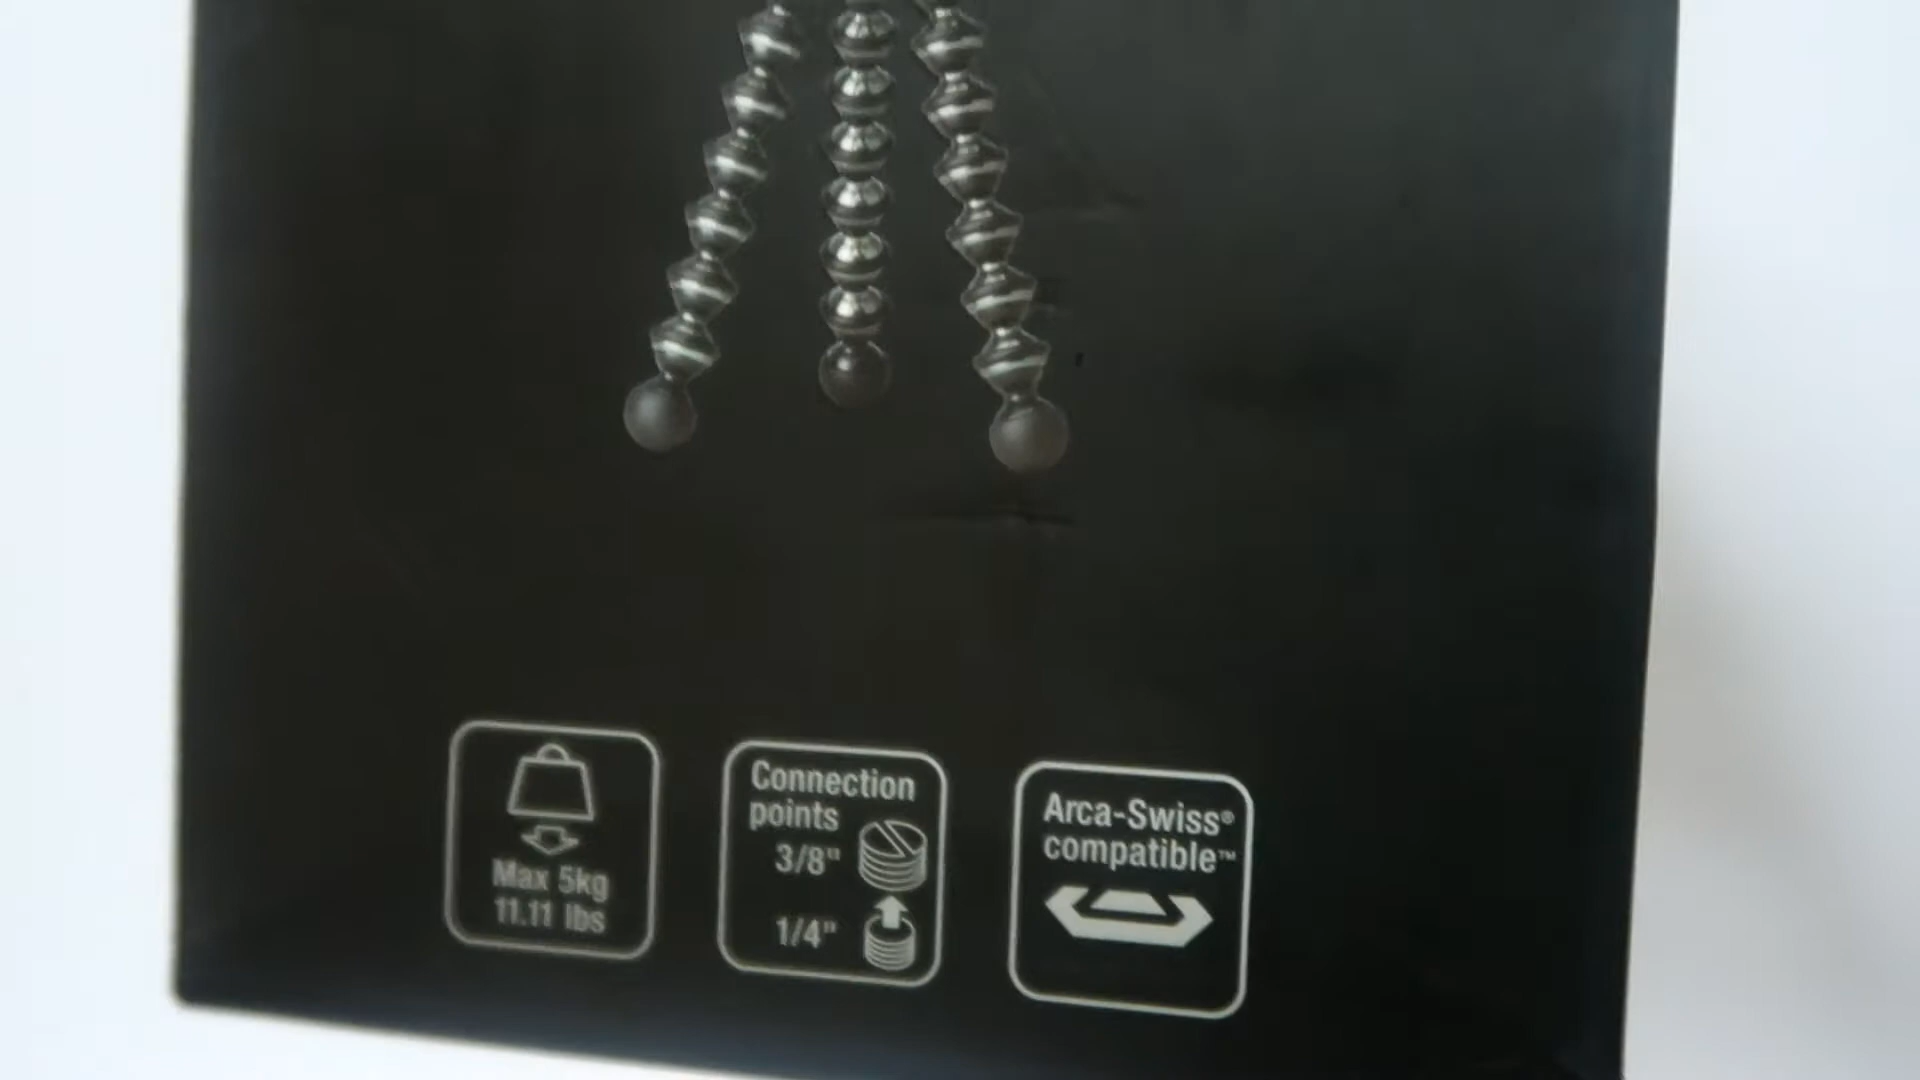 Max 5kg
11.11 lbs
Connection
points
3/8"
1/4"
Arca-Swiss®
compatible™